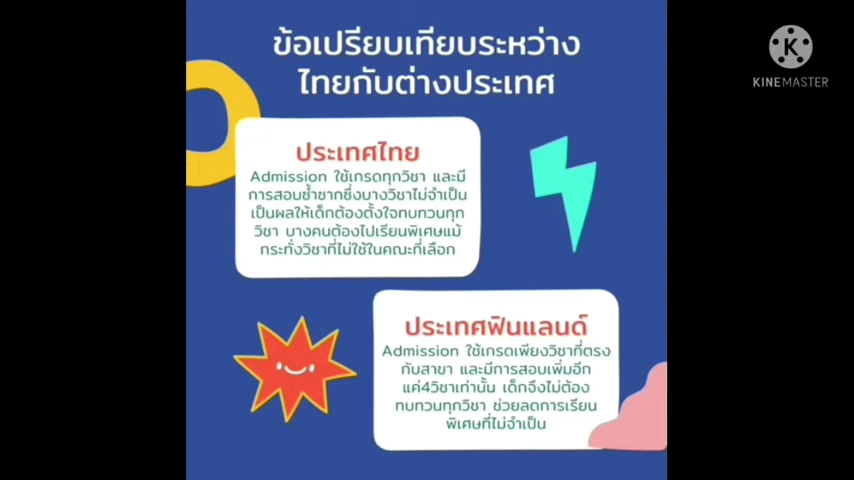 ข้อเปรียบเทียบระหว่าง
ไทยกับต่างประเทศ
KINEMASTER
ประเทศไทย
Admission ใช้เกรดทุกวิชา และมี
การสอบซ้ำซากซึ่งบางวิชาไม่จำเป็น
เป็นผลให้เด็กต้องตั้งใจทบทวนทุก
วิชา บางคนต้องไปเรียนพิเศษแม้
กระทั่งวิชาที่ไม่ใช้ในคณะที่เลือก
ประเทศฟินแลนด์
Admission ใช้เกรดเพียงวิชาที่ตรง
กับสาขา และมีการสอบเพิ่มอีก
แค่4วิชาเท่านั้น เด็กจึงไม่ต้อง
ทบทวนทุกวิชา ช่วยลดการเรียน
พิเศษที่ไม่จำเป็น